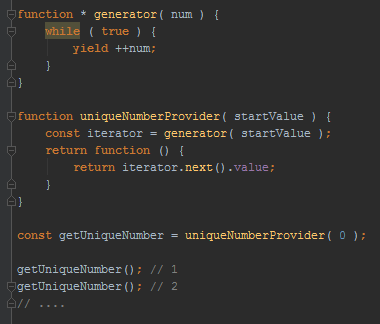 function * generator( num ) {
    while ( true ) {
        yield ++num;
    }
}

function uniqueNumberProvider( startValue ) {
    const iterator = generator( startValue );
    return function () {
        return iterator.next().value;
    }
}

const getUniqueNumber = uniqueNumberProvider( 0 );

getUniqueNumber(); // 1
getUniqueNumber(); // 2
// ....